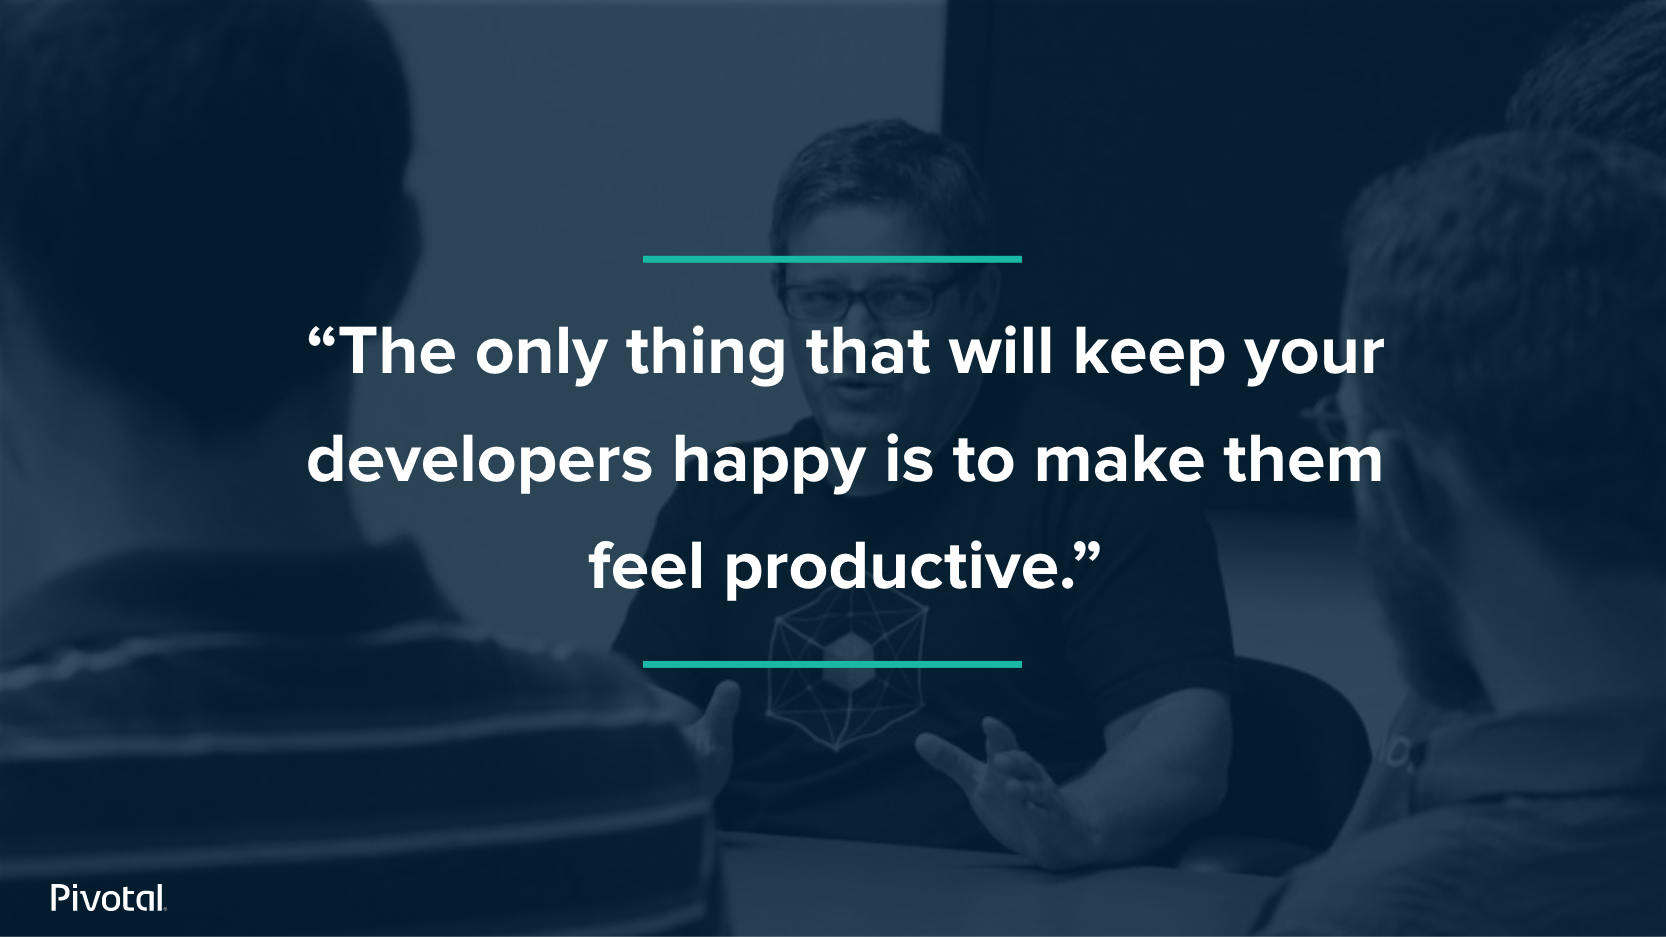 “The only thing that will keep your
developers happy is to make them
feel productive.”
Pivotal